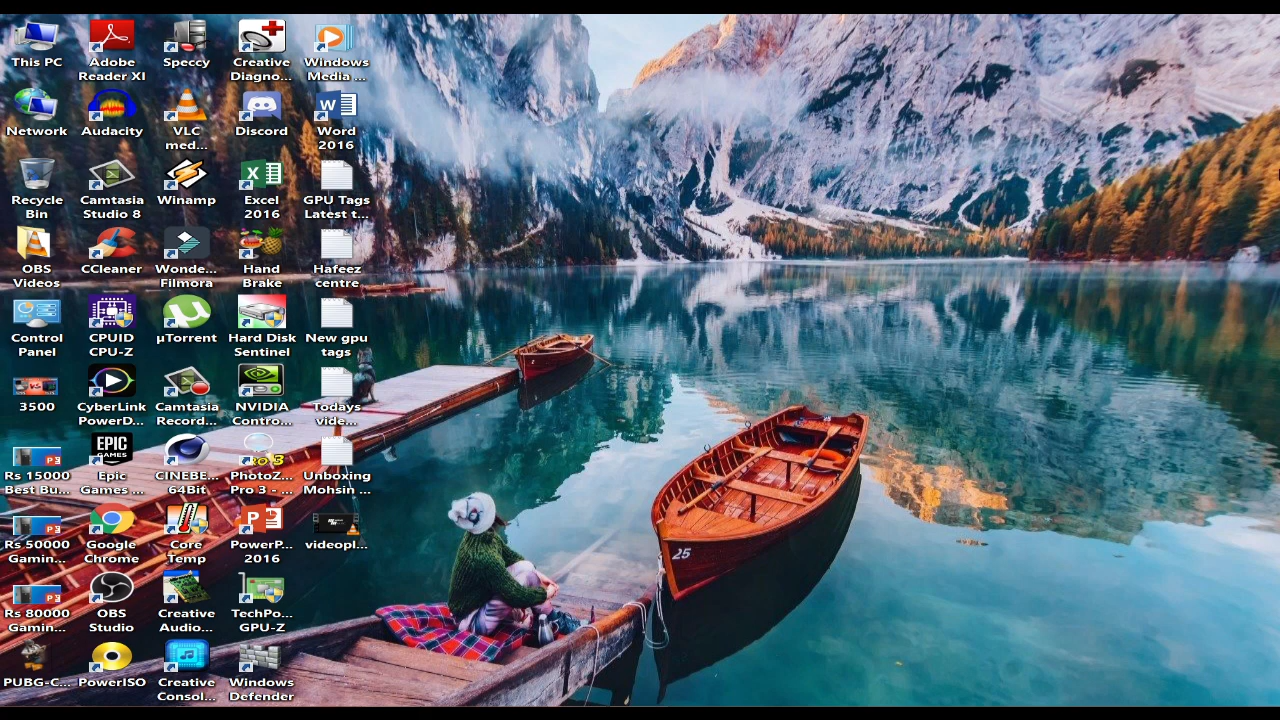 This PC
Adobe
Reader XI
Speccy
Creative
Diagno...
Windows
Media ...
Network
Audacity
VLC
med...
Discord
Word
2016
Recycle
Bin
Camtasia
Studio 8
Winamp
Excel
2016
GPU Tags
Latest t...
OBS
Videos
CCleaner
Wonde...
Filmora
Hand
Brake
Hafeez
centre
Control
Panel
CPUID
CPU-Z
µTorrent
Hard Disk
Sentinel
New gpu
tags
3500
CyberLink
PowerD...
Camtasia
Record...
NVIDIA
Contro...
Todays
vide...
Rs 15000
Best Bu...
EPIC
GAMES
Epic
Games ...
CINEBE...
64Bit
PhotoZ...
Pro 3 - ...
Unboxing
Mohsin ...
Rs 50000
Gamin...
Google
Chrome
Core
Temp
PowerP...
2016
videopl...
Rs 80000
Gamin...
OBS
Studio
Creative
Audio...
TechPo...
GPU-Z
PUBG-C...
PowerISO
Creative
Consol...
Windows
Defender
25